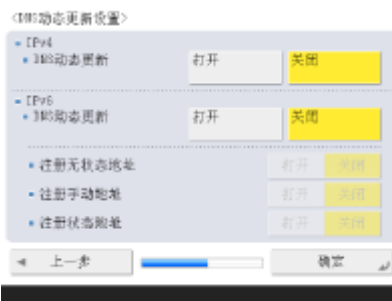 <DNS动态更新设置>
IPv4
DNS动态更新 打开 关闭
IPv6
DNS动态更新 打开 关闭
注册无状态地址 打开 关闭
注册手动地址 打开 关闭
注册状态地址 打开 关闭
上一步 确定